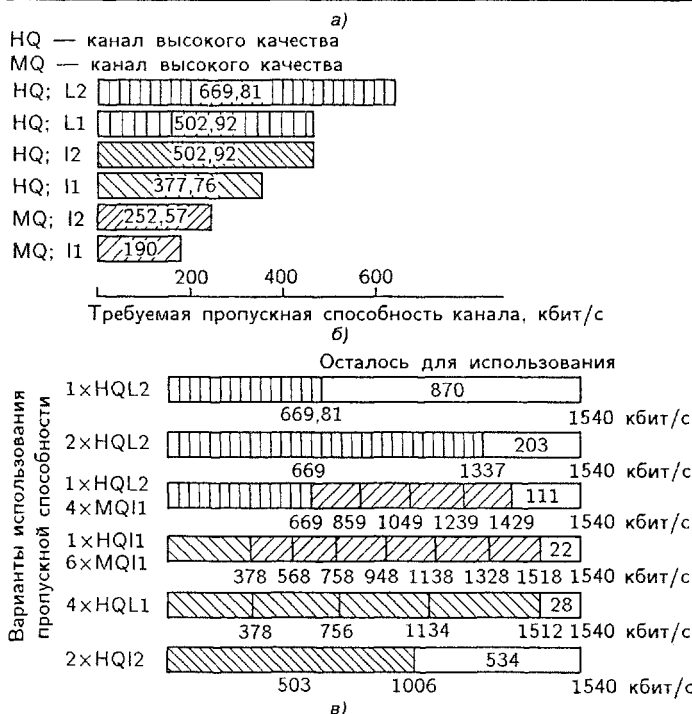 а)
HQ — канал высокого качества
MQ — канал высокого качества
HQ; L2 669,81
HQ; L1 502,92
HQ; I2 502,92
HQ; I1 377,76
MQ; I2 252,57
MQ; I1 190
200 400 600
Требуемая пропускная способность канала, кбит/с
б)
Варианты использования
пропускной способности
Осталось для использования
1×HQL2 870
669,81 1540 кбит/с
2×HQL2 203
669 1337 1540 кбит/с
1×HQL2
4×MQI1 111
669 859 1049 1239 1429 1540 кбит/с
1×HQI1
6×MQI1 22
378 568 758 948 1138 1328 1518 1540 кбит/с
4×HQL1 28
378 756 1134 1512 1540 кбит/с
2×HQI2 534
503 1006 1540 кбит/с
в)